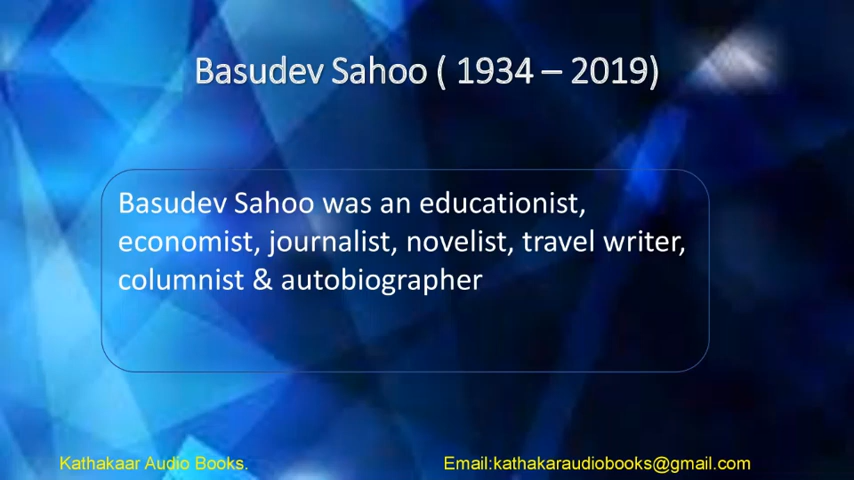 Basudev Sahoo ( 1934 – 2019)
Basudev Sahoo was an educationist,
economist, journalist, novelist, travel writer,
columnist & autobiographer
Kathakaar Audio Books.
Email:kathakaraudiobooks@gmail.com